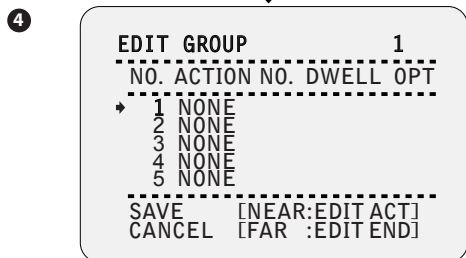 4
EDIT GROUP 1
NO. ACTION NO. DWELL OPT
1 NONE
2 NONE
3 NONE
4 NONE
5 NONE
SAVE [NEAR:EDIT ACT]
CANCEL [FAR :EDIT END]